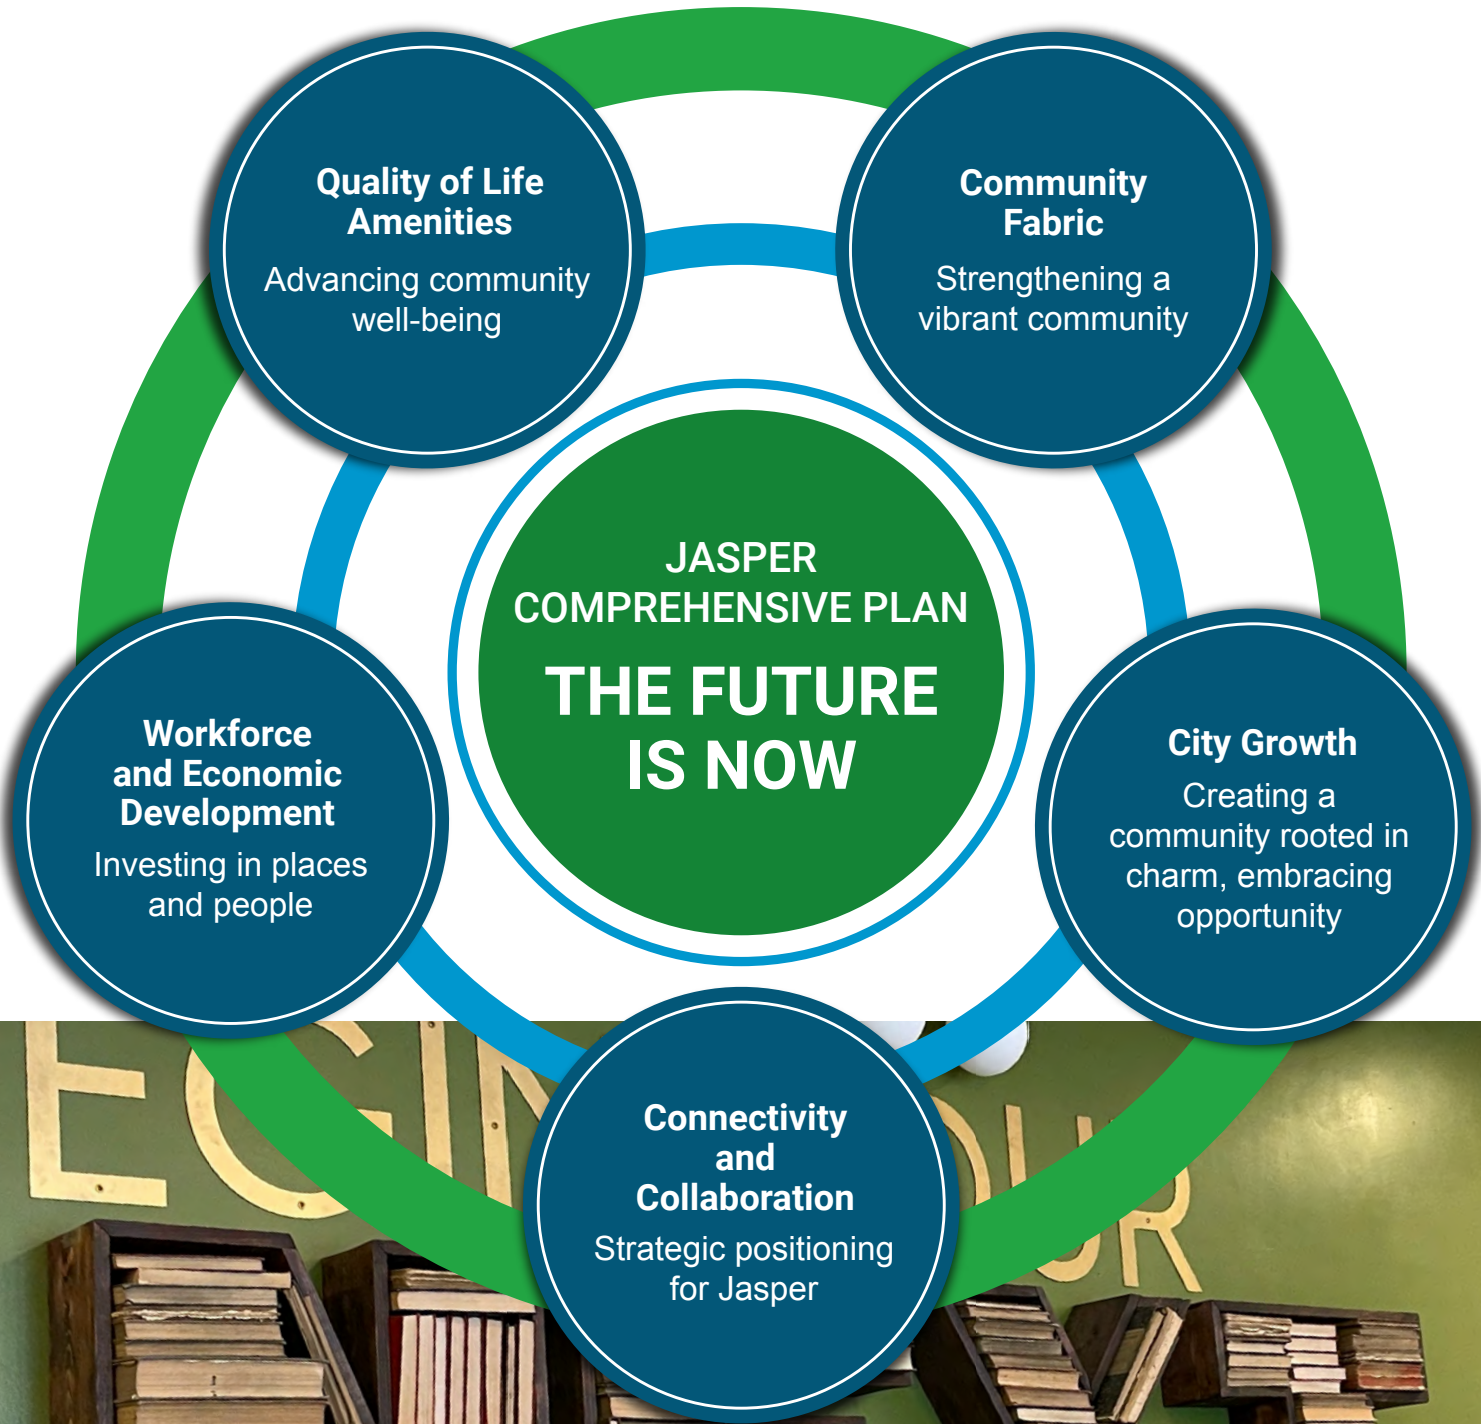 Quality of Life
Amenities
Advancing community
well-being
Community
Fabric
Strengthening a
vibrant community
JASPER
COMPREHENSIVE PLAN
THE FUTURE
IS NOW
Workforce
and Economic
Development
Investing in places
and people
City Growth
Creating a
community rooted in
charm, embracing
opportunity
Connectivity
and
Collaboration
Strategic positioning
for Jasper